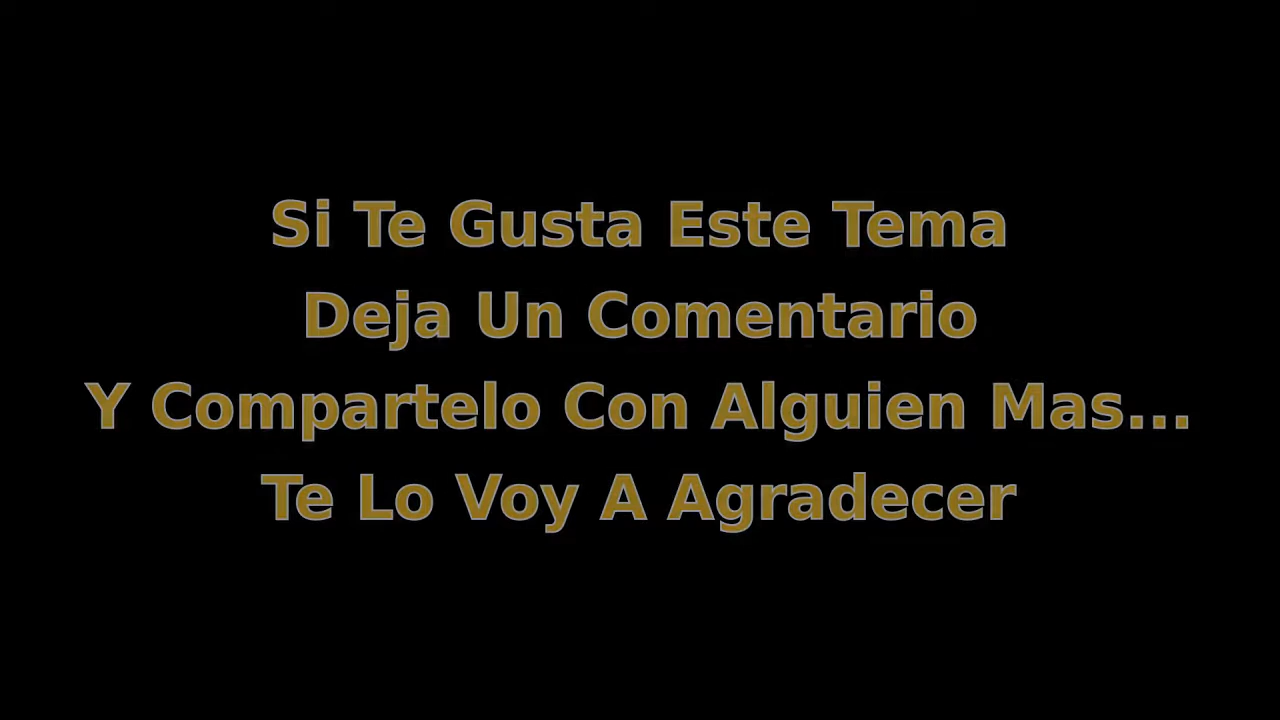 Si Te Gusta Este Tema
Deja Un Comentario
Y Compartelo Con Alguien Mas...
Te Lo Voy A Agradecer